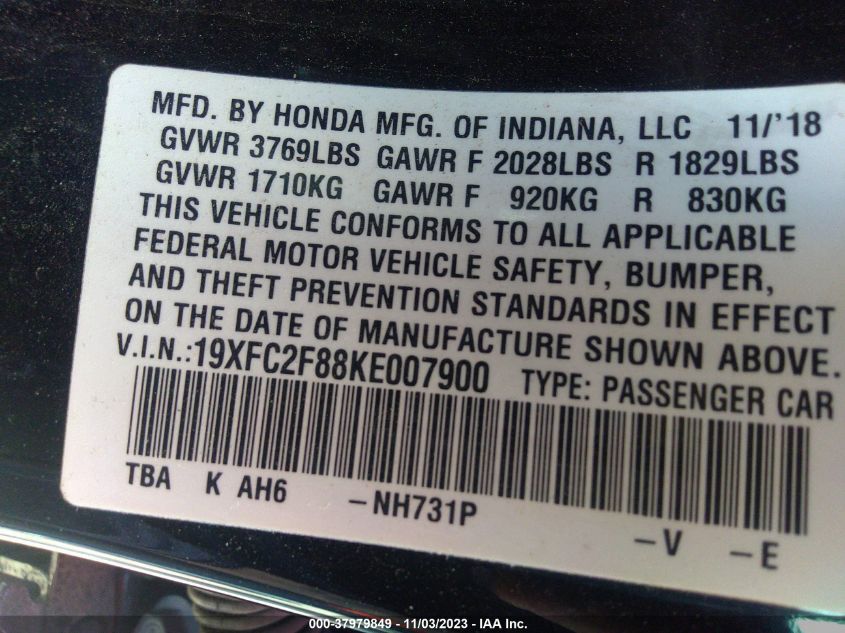 MFD. BY HONDA MFG. OF INDIANA, LLC 11/'18
GVWR 3769LBS GAWR F 2028LBS R 1829LBS
GVWR 1710KG GAWR F 920KG R 830KG
THIS VEHICLE CONFORMS TO ALL APPLICABLE
FEDERAL MOTOR VEHICLE SAFETY, BUMPER,
AND THEFT PREVENTION STANDARDS IN EFFECT
ON THE DATE OF MANUFACTURE SHOWN ABOVE.
V.I.N.:19XFC2F88KE007900 TYPE: PASSENGER CAR
TBA K AH6 -NH731P -V -E
000-37979849 - 11/03/2023 - IAA Inc.